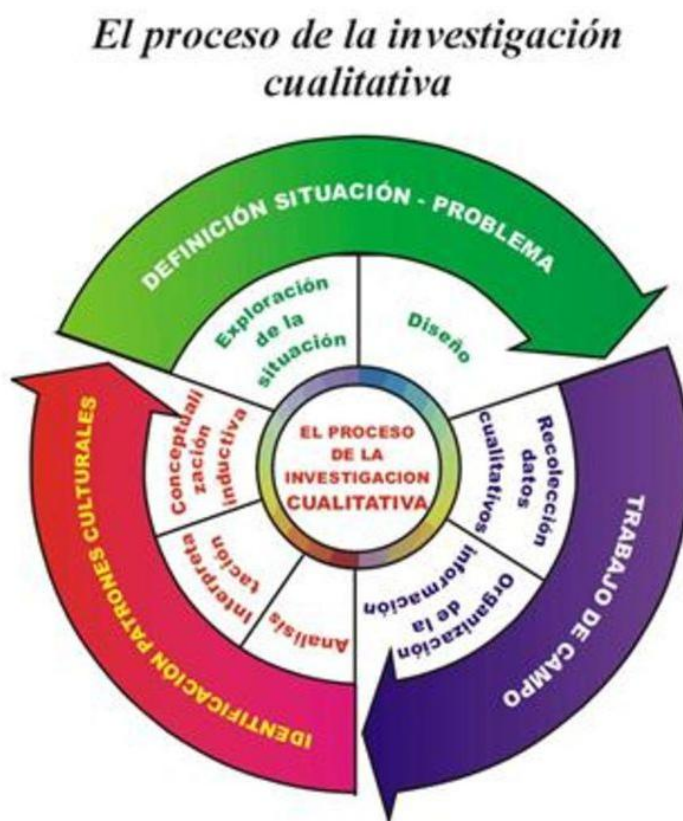 El proceso de la investigación
cualitativa
DEFINICIÓN SITUACIÓN - PROBLEMA
Exploración
de la
situación
Diseño
Recolección
datos
cualitativos
TRABAJO DE CAMPO
Organización
de la
información
Analisis
Interpreta
tación
Conceptuali
zación
inductiva
IDENTIFICACIÓN PATRONES CULTURALES
EL PROCESO
DE LA
INVESTIGACION
CUALITATIVA